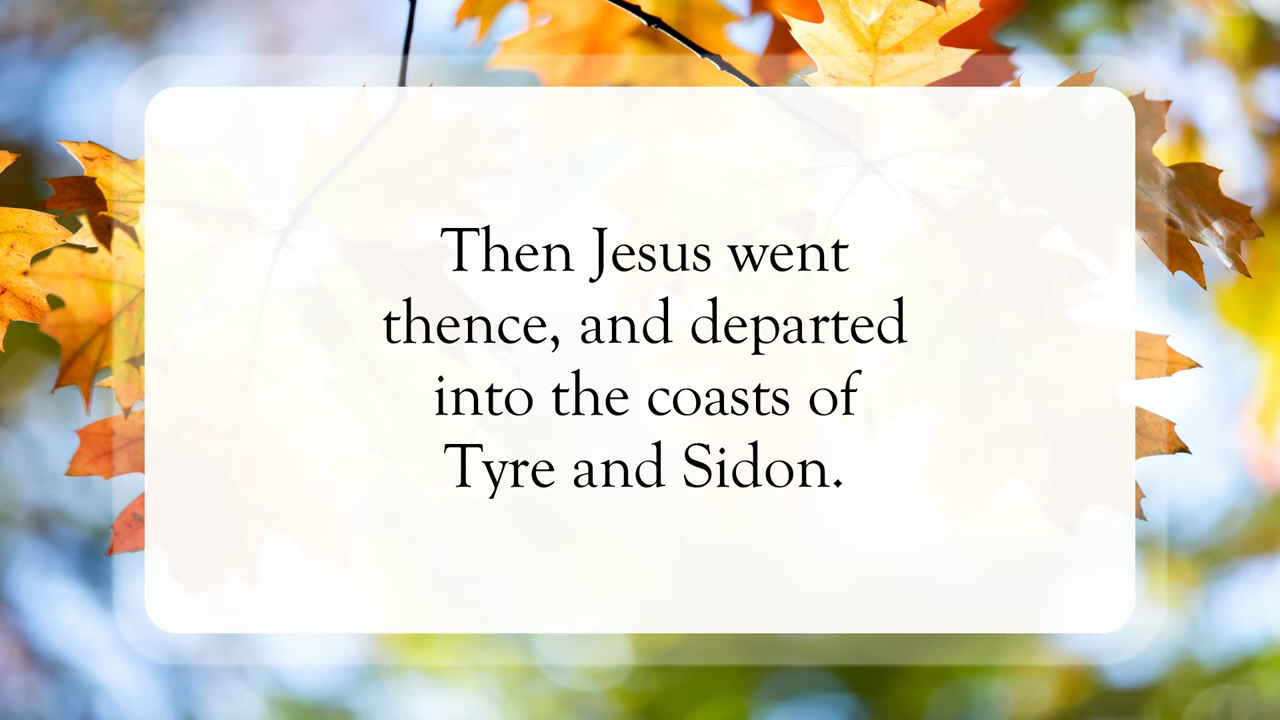 Then Jesus went
thence, and departed
into the coasts of
Tyre and Sidon.